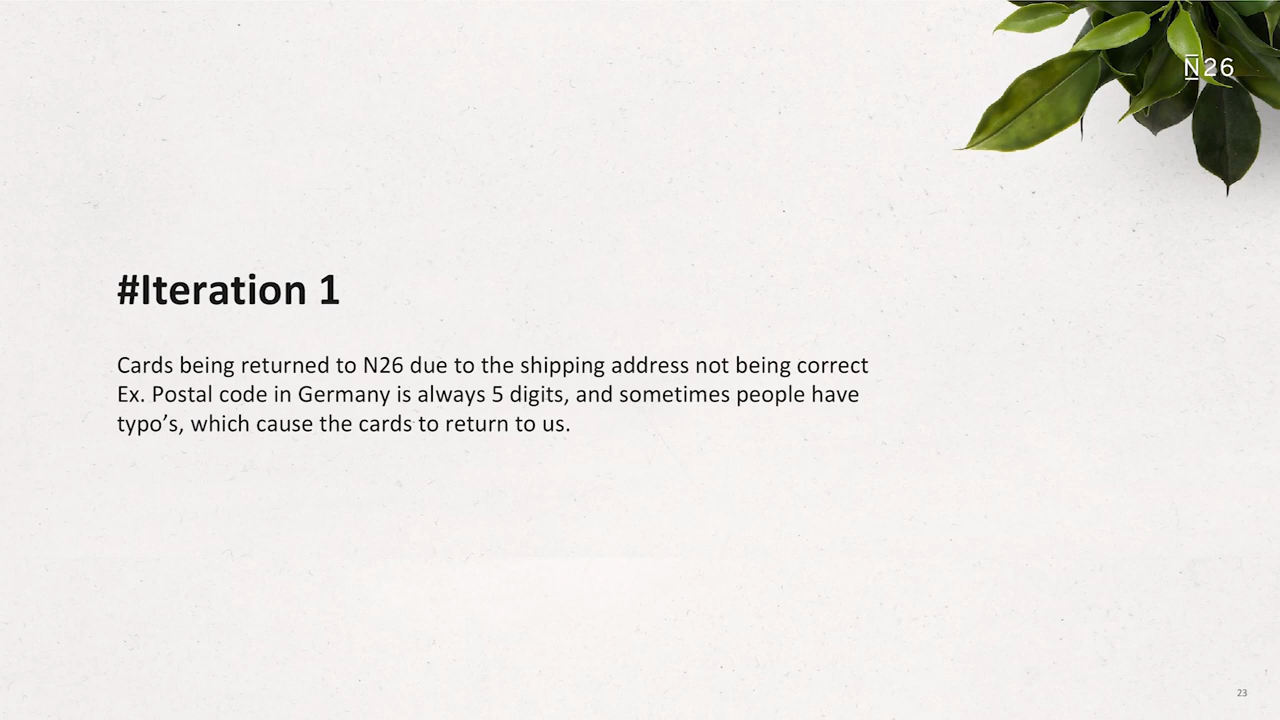 N26
#Iteration 1
Cards being returned to N26 due to the shipping address not being correct
Ex. Postal code in Germany is always 5 digits, and sometimes people have
typo’s, which cause the cards to return to us.
23